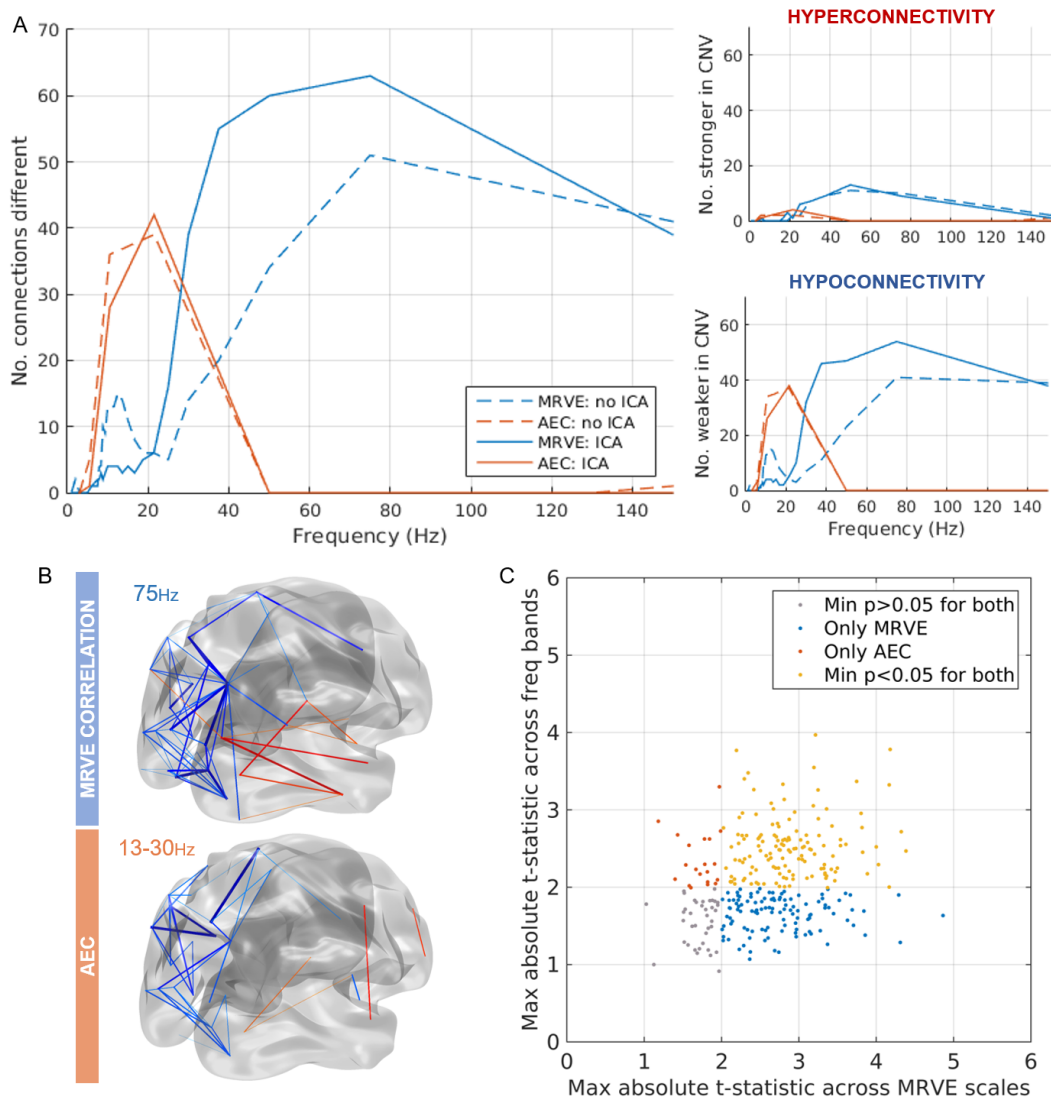 A
70
60
50
40
30
20
10
0
No. connections different
0 20 40 60 80 100 120 140
Frequency (Hz)
MRVE: no ICA
AEC: no ICA
MRVE: ICA
AEC: ICA
HYPERCONNECTIVITY
60
40
20
0
No. stronger in CNV
0 20 40 60 80 100 120 140
HYPOCONNECTIVITY
60
40
20
0
No. weaker in CNV
0 20 40 60 80 100 120 140
Frequency (Hz)
B
MRVE CORRELATION
75Hz
AEC
13-30Hz
C
6
5
4
3
2
1
0
Max absolute t-statistic across freq bands
Min p>0.05 for both
Only MRVE
Only AEC
Min p<0.05 for both
0 1 2 3 4 5 6
Max absolute t-statistic across MRVE scales